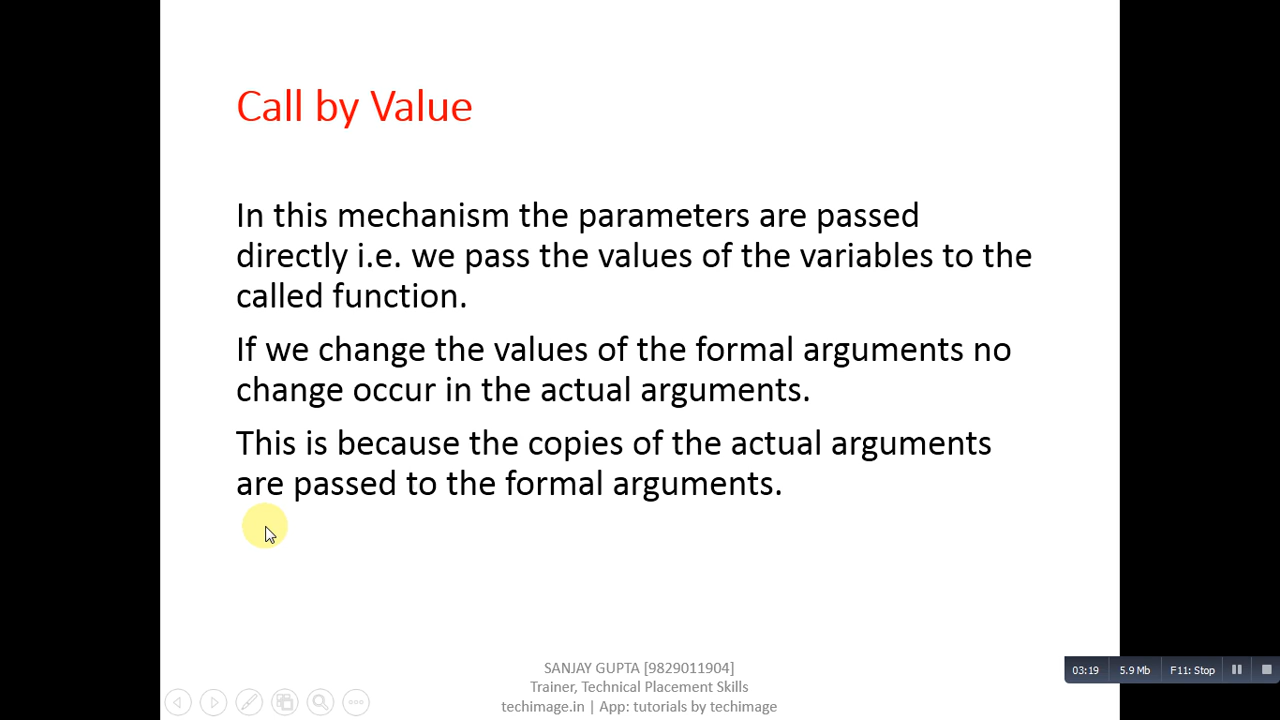 Call by Value
In this mechanism the parameters are passed
directly i.e. we pass the values of the variables to the
called function.
If we change the values of the formal arguments no
change occur in the actual arguments.
This is because the copies of the actual arguments
are passed to the formal arguments.
SANJAY GUPTA [9829011904]
Trainer, Technical Placement Skills
techimage.in | App: tutorials by techimage
03:19 5.9 Mb F11: Stop